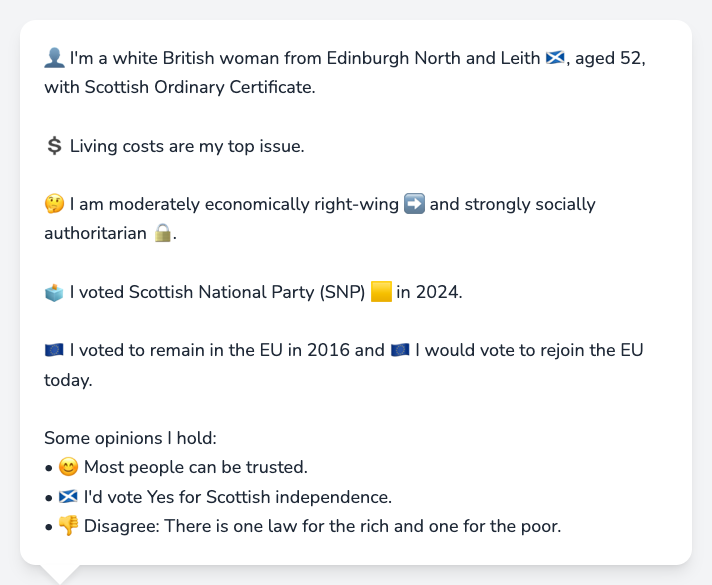 👤 I'm a white British woman from Edinburgh North and Leith 🏴󠁧󠁢󠁳󠁣󠁴󠁿, aged 52,
with Scottish Ordinary Certificate.
💲 Living costs are my top issue.
🤔 I am moderately economically right-wing ➡️ and strongly socially
authoritarian 🔒.
🗳️ I voted Scottish National Party (SNP) 🟨 in 2024.
🇪🇺 I voted to remain in the EU in 2016 and 🇪🇺 I would vote to rejoin the EU
today.
Some opinions I hold:
• 😊 Most people can be trusted.
• 🏴󠁧󠁢󠁳󠁣󠁴󠁿 I'd vote Yes for Scottish independence.
• 👎 Disagree: There is one law for the rich and one for the poor.